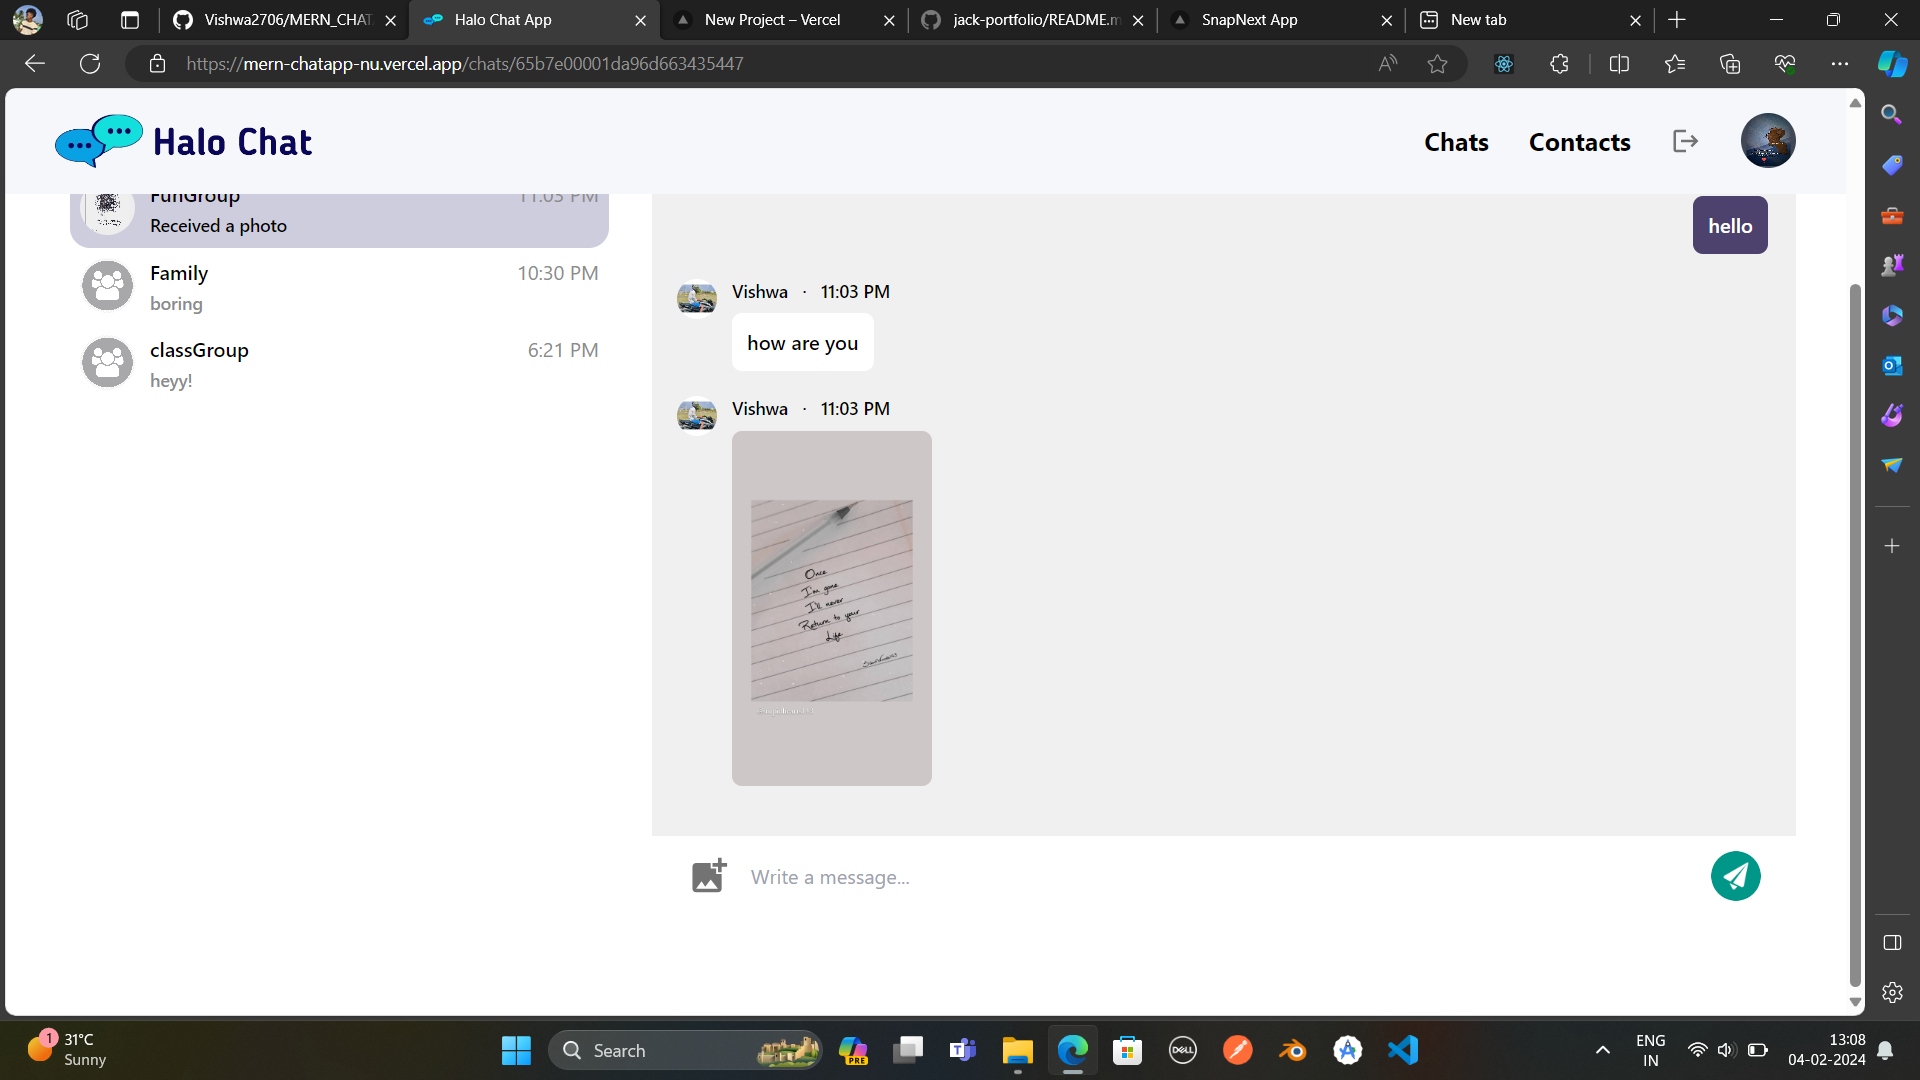 Vishwa2706/MERN_CHAT
Halo Chat App
New Project – Vercel
jack-portfolio/README.m
SnapNext App
New tab
https://mern-chatapp-nu.vercel.app/chats/65b7e00001da96d663435447
Halo Chat
Chats
Contacts
FunGroup
11:03 PM
Received a photo
Family
10:30 PM
boring
classGroup
6:21 PM
heyy!
hello
Vishwa · 11:03 PM
how are you
Vishwa · 11:03 PM
Once
I'm gone
I'll never
Return to your
Life
Write a message...
1
31°C
Sunny
Search
PRE
DELL
ENG
IN
13:08
04-02-2024